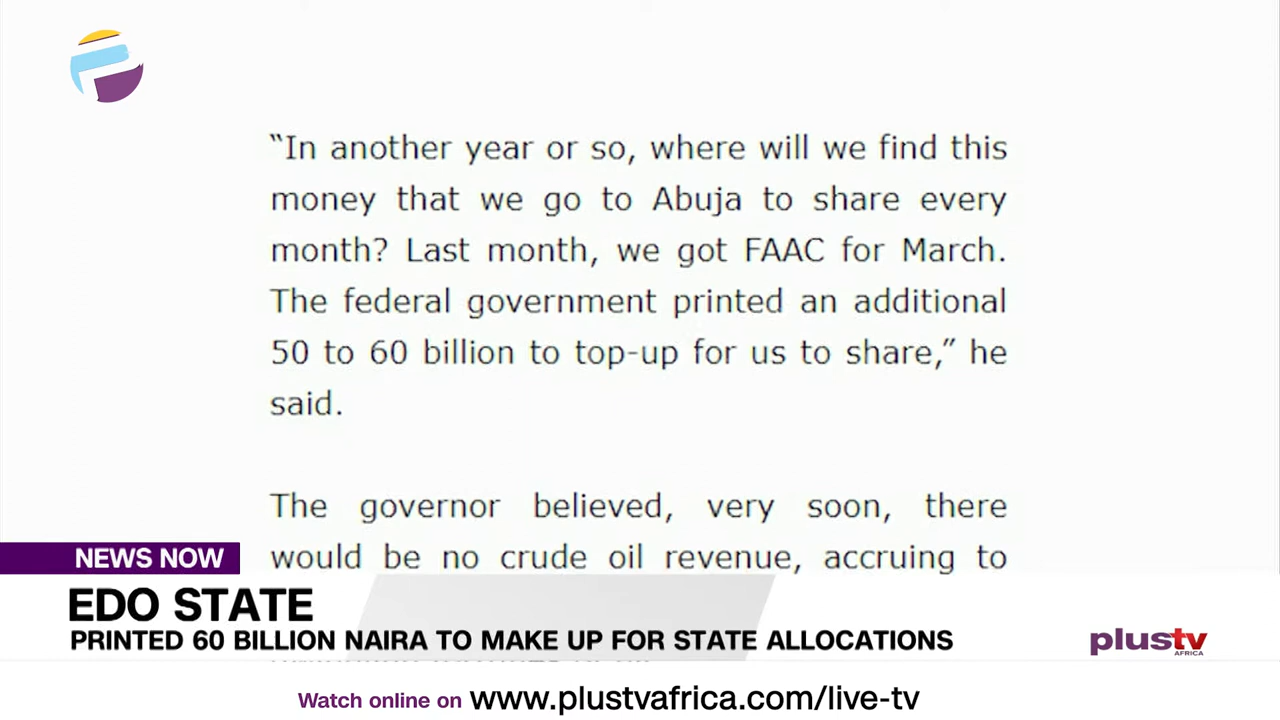 “In another year or so, where will we find this
money that we go to Abuja to share every
month? Last month, we got FAAC for March.
The federal government printed an additional
50 to 60 billion to top-up for us to share,” he
said.
The governor believed, very soon, there
would be no crude oil revenue, accruing to
NEWS NOW
EDO STATE
PRINTED 60 BILLION NAIRA TO MAKE UP FOR STATE ALLOCATIONS
plustv
AFRICA
Watch online on www.plustvafrica.com/live-tv